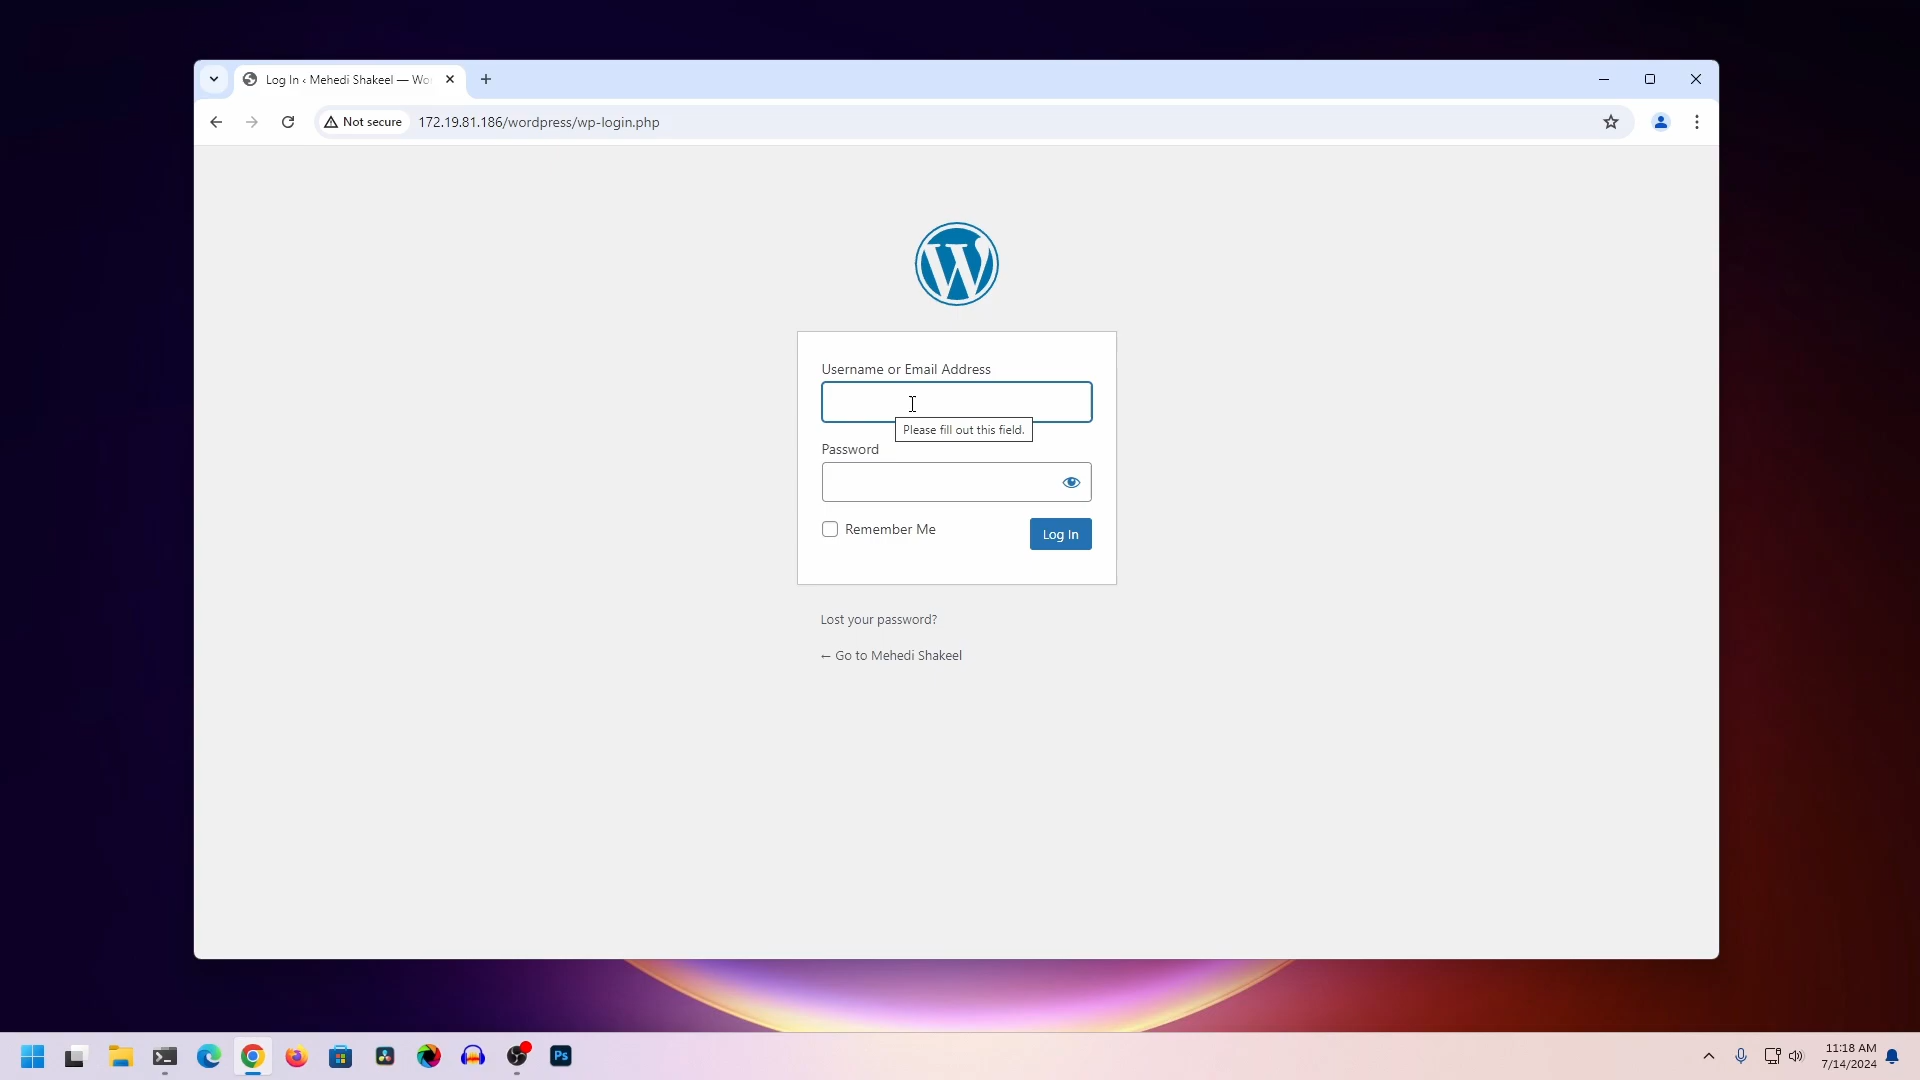 Log In ‹ Mehedi Shakeel — Wo
Not secure
172.19.81.186/wordpress/wp-login.php
Username or Email Address
Please fill out this field.
Password
Remember Me
Log In
Lost your password?
← Go to Mehedi Shakeel
Ps
11:18 AM
7/14/2024